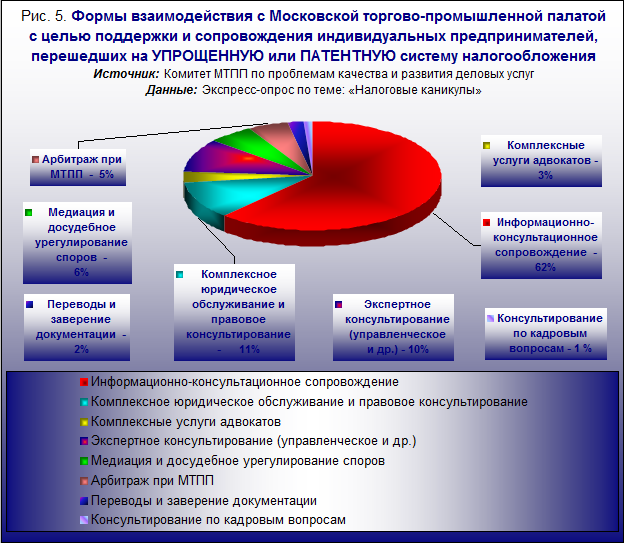 Рис. 5. Формы взаимодействия с Московской торгово-промышленной палатой
с целью поддержки и сопровождения индивидуальных предпринимателей,
перешедших на УПРОЩЕННУЮ или ПАТЕНТНУЮ систему налогообложения
Источник: Комитет МТПП по проблемам качества и развития деловых услуг
Данные: Экспресс-опрос по теме: «Налоговые каникулы»
Арбитраж при
МТПП - 5%
Комплексные
услуги адвокатов -
3%
Медиация и
досудебное
урегулирование
споров -
6%
Информационно-
консультационное
сопровождение -
62%
Переводы и
заверение
документации -
2%
Комплексное
юридическое
обслуживание и
правовое
консультирование
- 11%
Экспертное
консультирование
(управленческое
и др.) - 10%
Консультирование
по кадровым
вопросам - 1 %
Информационно-консультационное сопровождение
Комплексное юридическое обслуживание и правовое консультирование
Комплексные услуги адвокатов
Экспертное консультирование (управленческое и др.)
Медиация и досудебное урегулирование споров
Арбитраж при МТПП
Переводы и заверение документации
Консультирование по кадровым вопросам